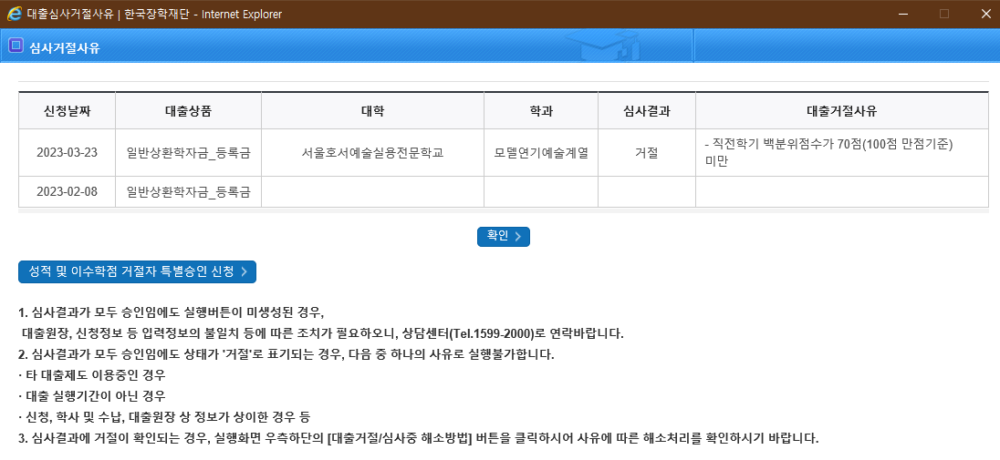 대출심사거절사유 | 한국장학재단 - Internet Explorer
심사거절사유
신청날짜 대출상품 대학 학과 심사결과 대출거절사유
2023-03-23 일반상환학자금_등록금 서울호서예술실용전문학교 모델연기예술계열 거절 - 직전학기 백분위점수가 70점(100점 만점기준)
미만
2023-02-08 일반상환학자금_등록금
확인
성적 및 이수학점 거절자 특별승인 신청
1. 심사결과가 모두 승인임에도 실행버튼이 미생성된 경우,
대출원장, 신청정보 등 입력정보의 불일치 등에 따른 조치가 필요하오니, 상담센터(Tel.1599-2000)로 연락바랍니다.
2. 심사결과가 모두 승인임에도 상태가 '거절'로 표기되는 경우, 다음 중 하나의 사유로 실행불가합니다.
· 타 대출제도 이용중인 경우
· 대출 실행기간이 아닌 경우
· 신청, 학사 및 수납, 대출원장 상 정보가 상이한 경우 등
3. 심사결과에 거절이 확인되는 경우, 실행화면 우측하단의 [대출거절/심사중 해소방법] 버튼을 클릭하시어 사유에 따른 해소처리를 확인하시기 바랍니다.